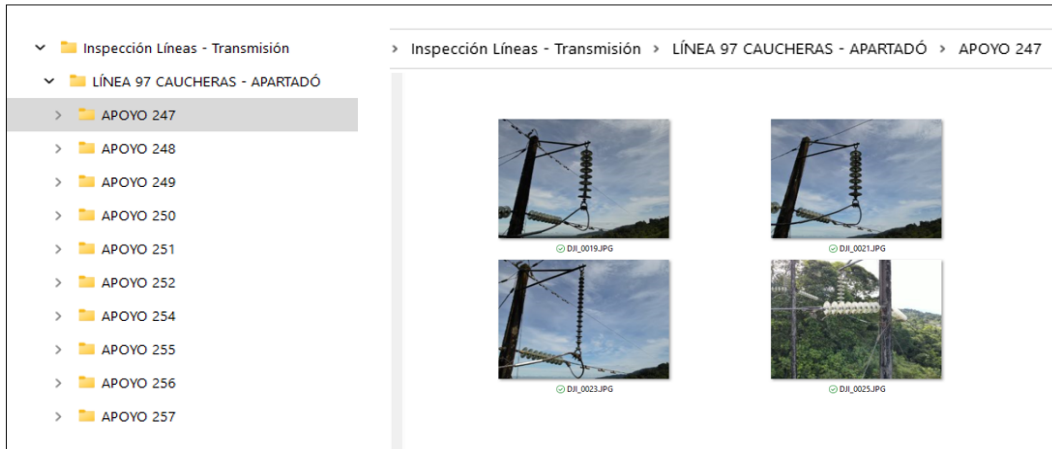 Inspección Líneas - Transmisión
LÍNEA 97 CAUCHERAS - APARTADÓ
APOYO 247
APOYO 248
APOYO 249
APOYO 250
APOYO 251
APOYO 252
APOYO 254
APOYO 255
APOYO 256
APOYO 257
> Inspección Líneas - Transmisión > LÍNEA 97 CAUCHERAS - APARTADÓ > APOYO 247
DJI_0019.JPG
DJI_0021.JPG
DJI_0023.JPG
DJI_0025.JPG